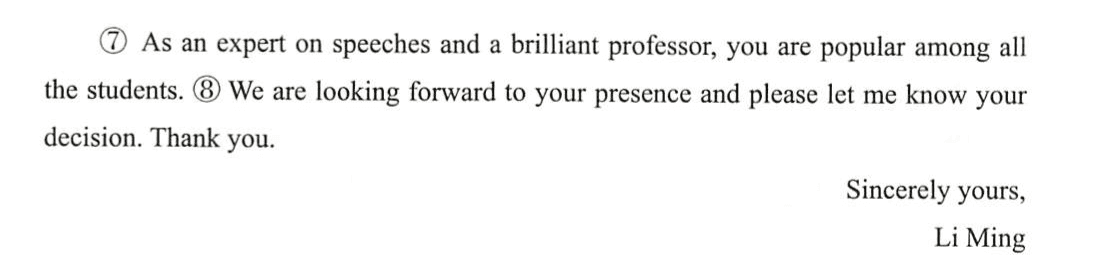 ⑦ As an expert on speeches and a brilliant professor, you are popular among all
the students. ⑧ We are looking forward to your presence and please let me know your
decision. Thank you.
Sincerely yours,
Li Ming